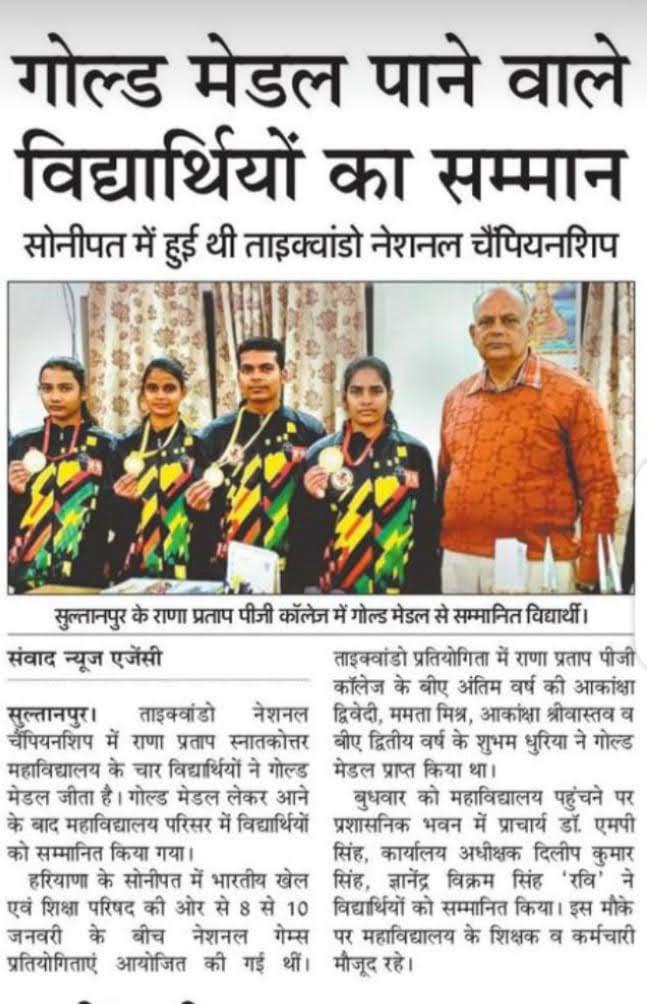 गोल्ड मेडल पाने वाले
विद्यार्थियों का सम्मान
सोनीपत में हुई थी ताइक्वांडो नेशनल चैंपियनशिप
सुल्तानपुर के राणा प्रताप पीजी कॉलेज में गोल्ड मेडल से सम्मानित विद्यार्थी।
संवाद न्यूज एजेंसी
सुल्तानपुर। ताइक्वांडो नेशनल
चैंपियनशिप में राणा प्रताप स्नातकोत्तर
महाविद्यालय के चार विद्यार्थियों ने गोल्ड
मेडल जीता है। गोल्ड मेडल लेकर आने
के बाद महाविद्यालय परिसर में विद्यार्थियों
को सम्मानित किया गया।
हरियाणा के सोनीपत में भारतीय खेल
एवं शिक्षा परिषद की ओर से 8 से 10
जनवरी के बीच नेशनल गेम्स
प्रतियोगिताएं आयोजित की गई थीं।
ताइक्वांडो प्रतियोगिता में राणा प्रताप पीजी
कॉलेज के बीए अंतिम वर्ष की आकांक्षा
द्विवेदी, ममता मिश्र, आकांक्षा श्रीवास्तव व
बीए द्वितीय वर्ष के शुभम धुरिया ने गोल्ड
मेडल प्राप्त किया था।
बुधवार को महाविद्यालय पहुंचने पर
प्रशासनिक भवन में प्राचार्य डॉ. एमपी
सिंह, कार्यालय अधीक्षक दिलीप कुमार
सिंह, ज्ञानेंद्र विक्रम सिंह ‘रवि’ ने
विद्यार्थियों को सम्मानित किया। इस मौके
पर महाविद्यालय के शिक्षक व कर्मचारी
मौजूद रहे।